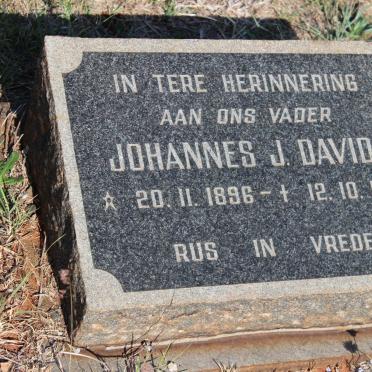 IN TERE HERINNERING
AAN ONS VADER
JOHANNES J. DAVID
☆ 20. 11. 1896 - † 12. 10.
RUS IN VREDE